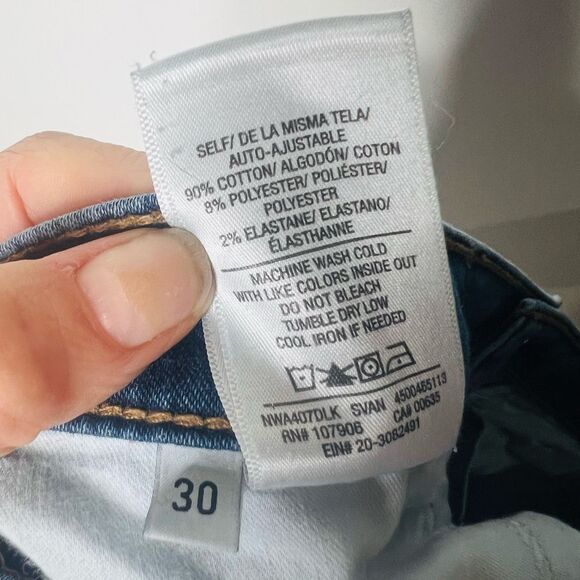 SELF/ DE LA MISMA TELA/
AUTO-AJUSTABLE
90% COTTON/ ALGODÓN/ COTON
8% POLYESTER/ POLIÉSTER/
POLYESTER
2% ELASTANE/ ELASTANO/
ÉLASTHANNE
MACHINE WASH COLD
WITH LIKE COLORS INSIDE OUT
DO NOT BLEACH
TUMBLE DRY LOW
COOL IRON IF NEEDED
NWA407DLK SVAN 4500465113
RN# 107906 CA# 00635
EIN# 20-3082491
30